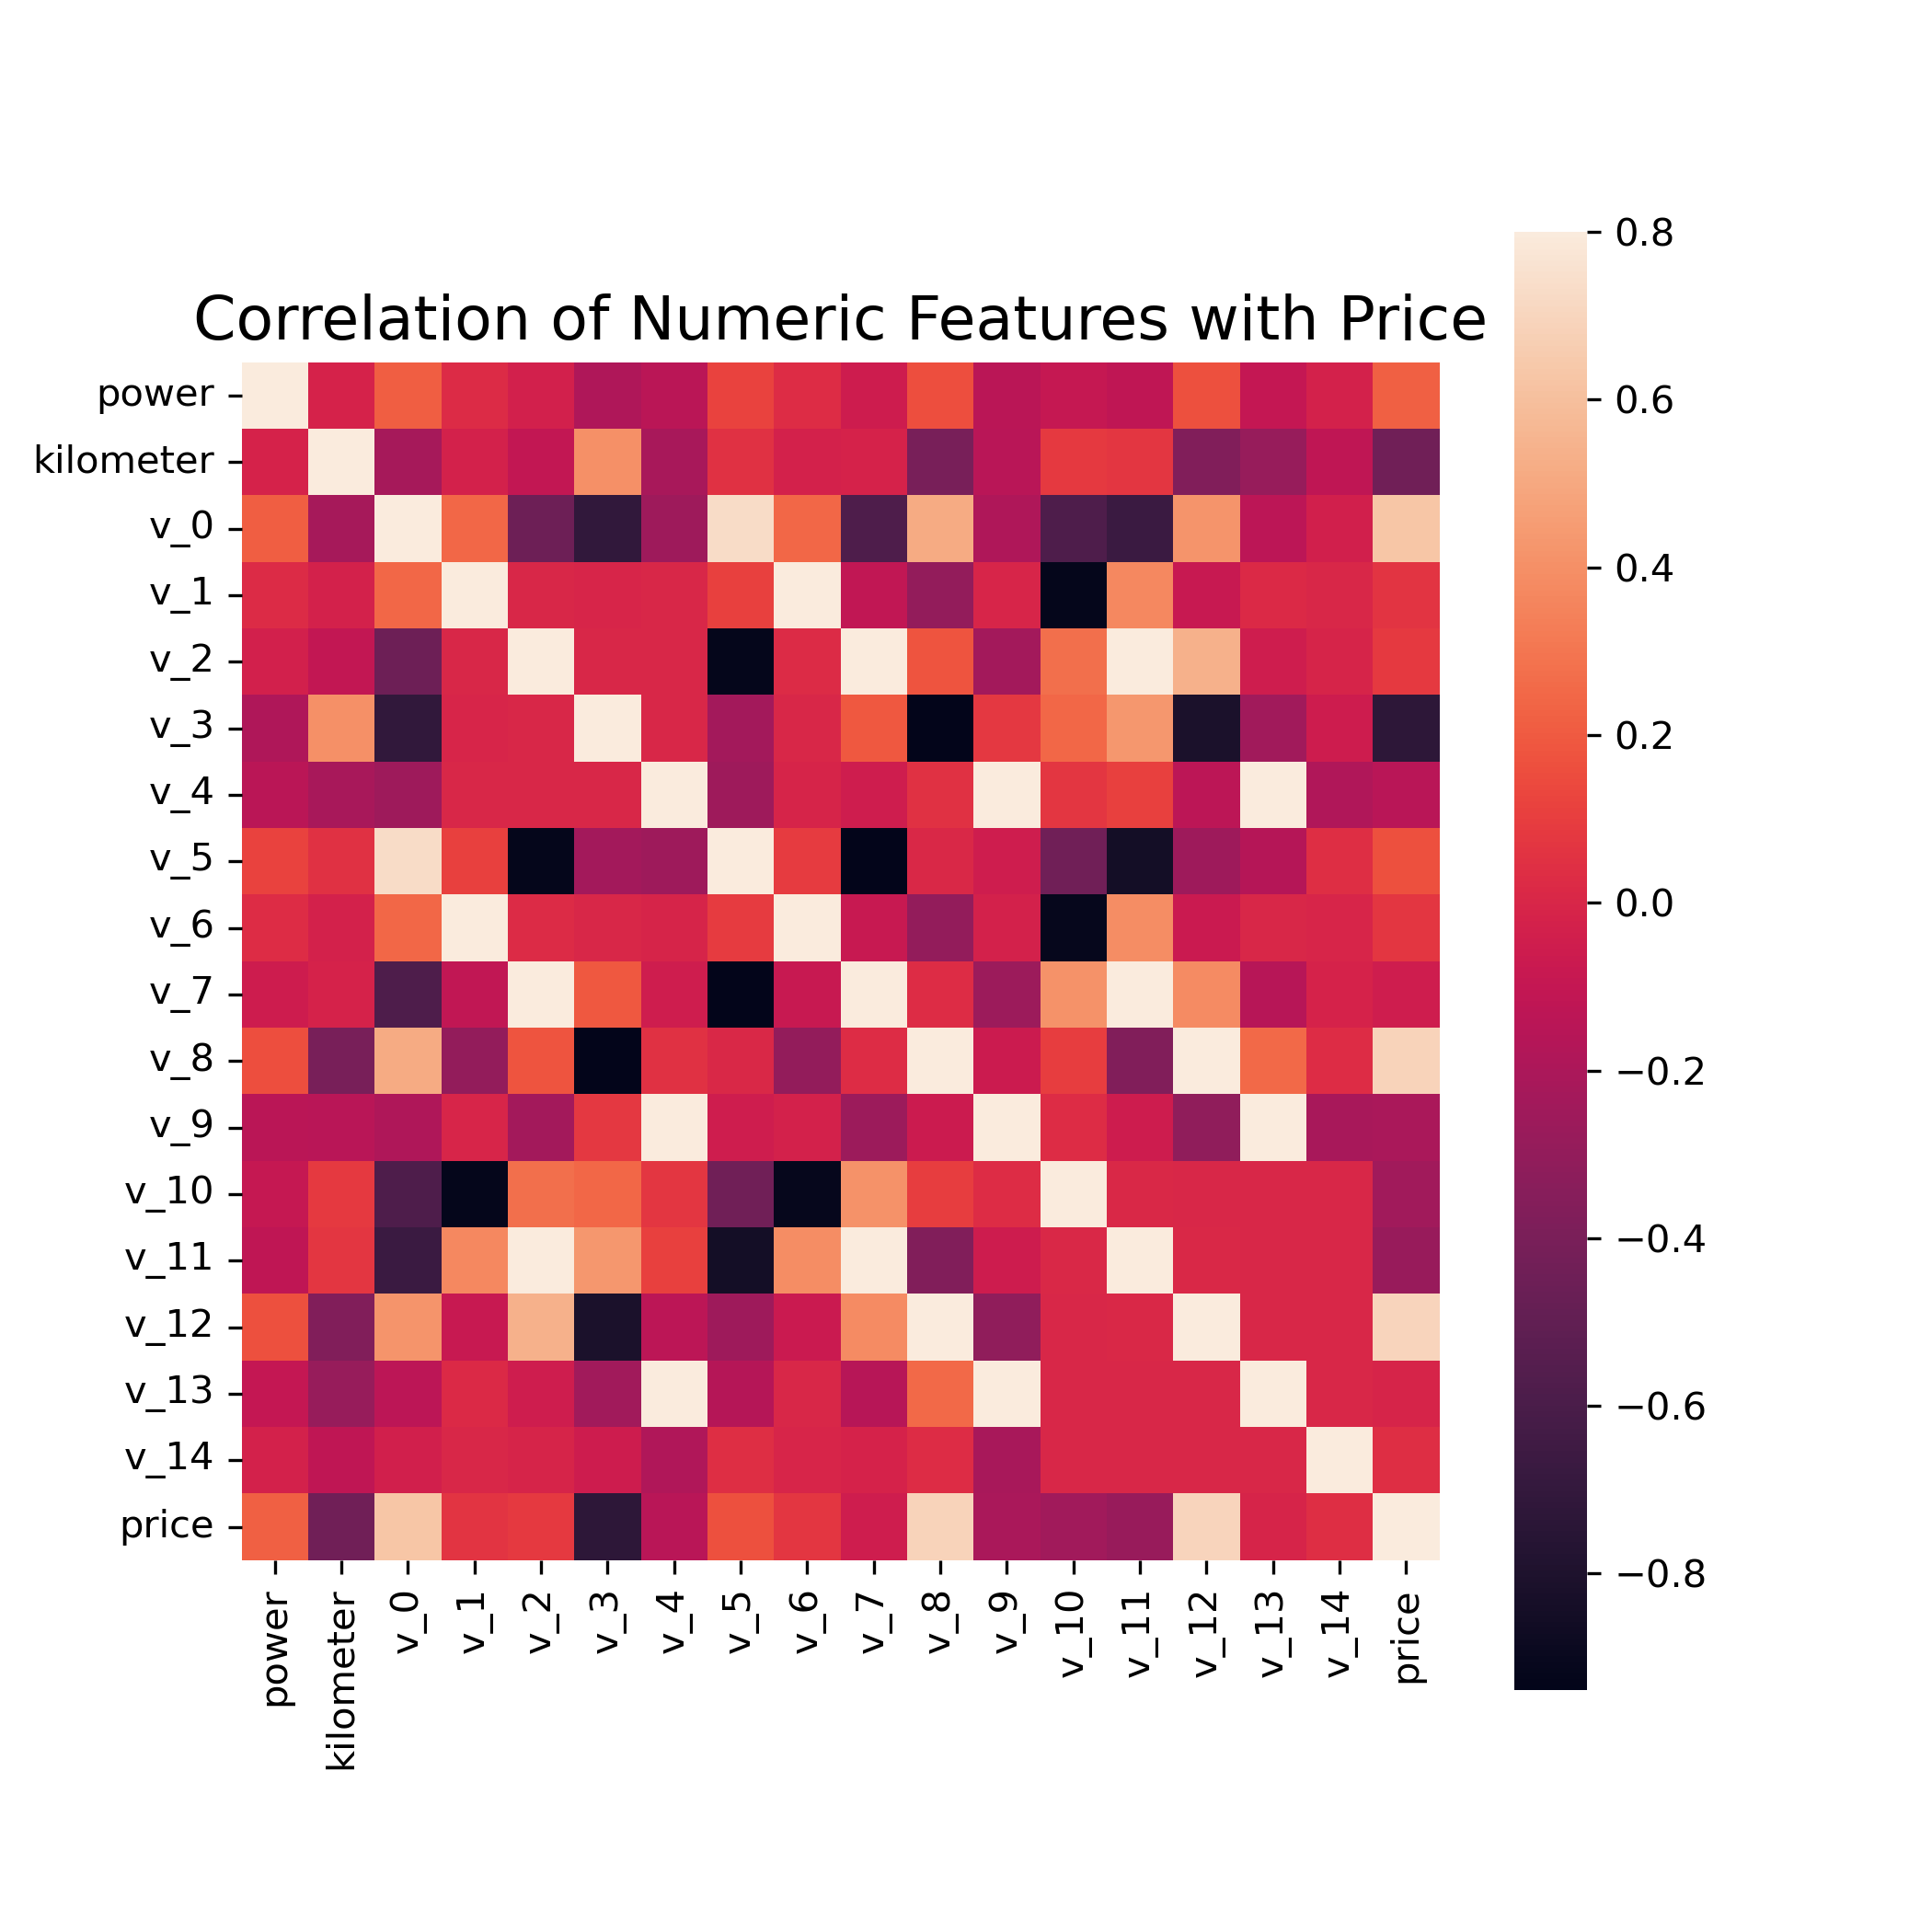 Correlation of Numeric Features with Price
power
kilometer
v_0
v_1
v_2
v_3
v_4
v_5
v_6
v_7
v_8
v_9
v_10
v_11
v_12
v_13
v_14
price
power
kilometer
v_0
v_1
v_2
v_3
v_4
v_5
v_6
v_7
v_8
v_9
v_10
v_11
v_12
v_13
v_14
price
0.8
0.6
0.4
0.2
0.0
−0.2
−0.4
−0.6
−0.8